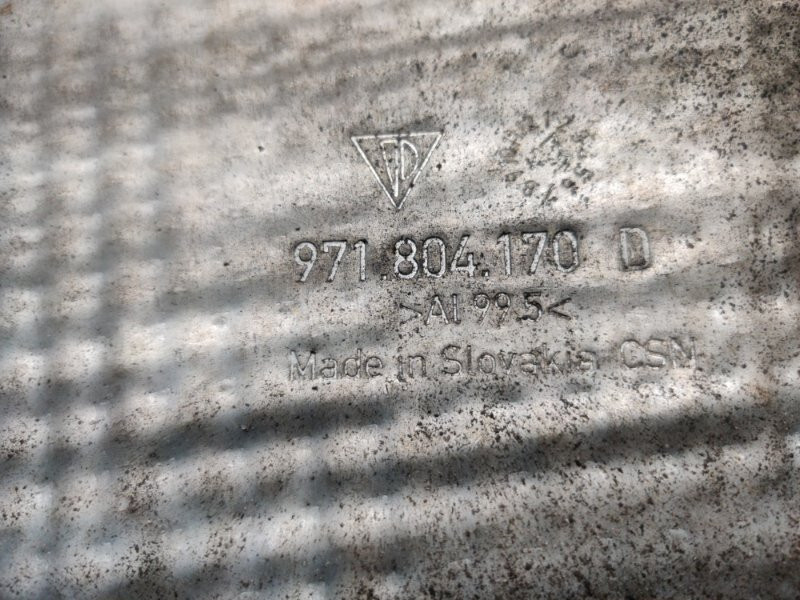 971.804.170 D
>Al 99.5<
Made in Slovakia CSM